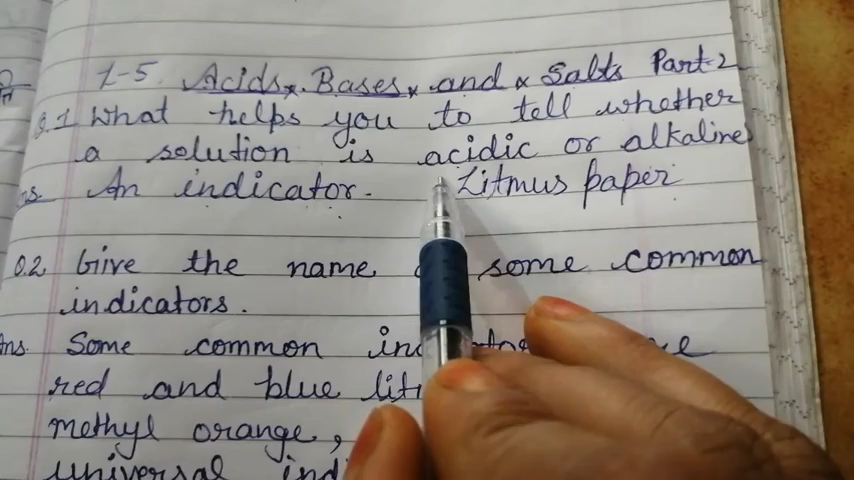 L-5. Acids, Bases, and Salts Part-2
Q.1 What helps you to tell whether
a solution is acidic or alkaline
Ans. An indicator. Litmus paper
Q.2 Give the name some common
indicators.
Ans. Some common
red and blue
methyl orange,
universal